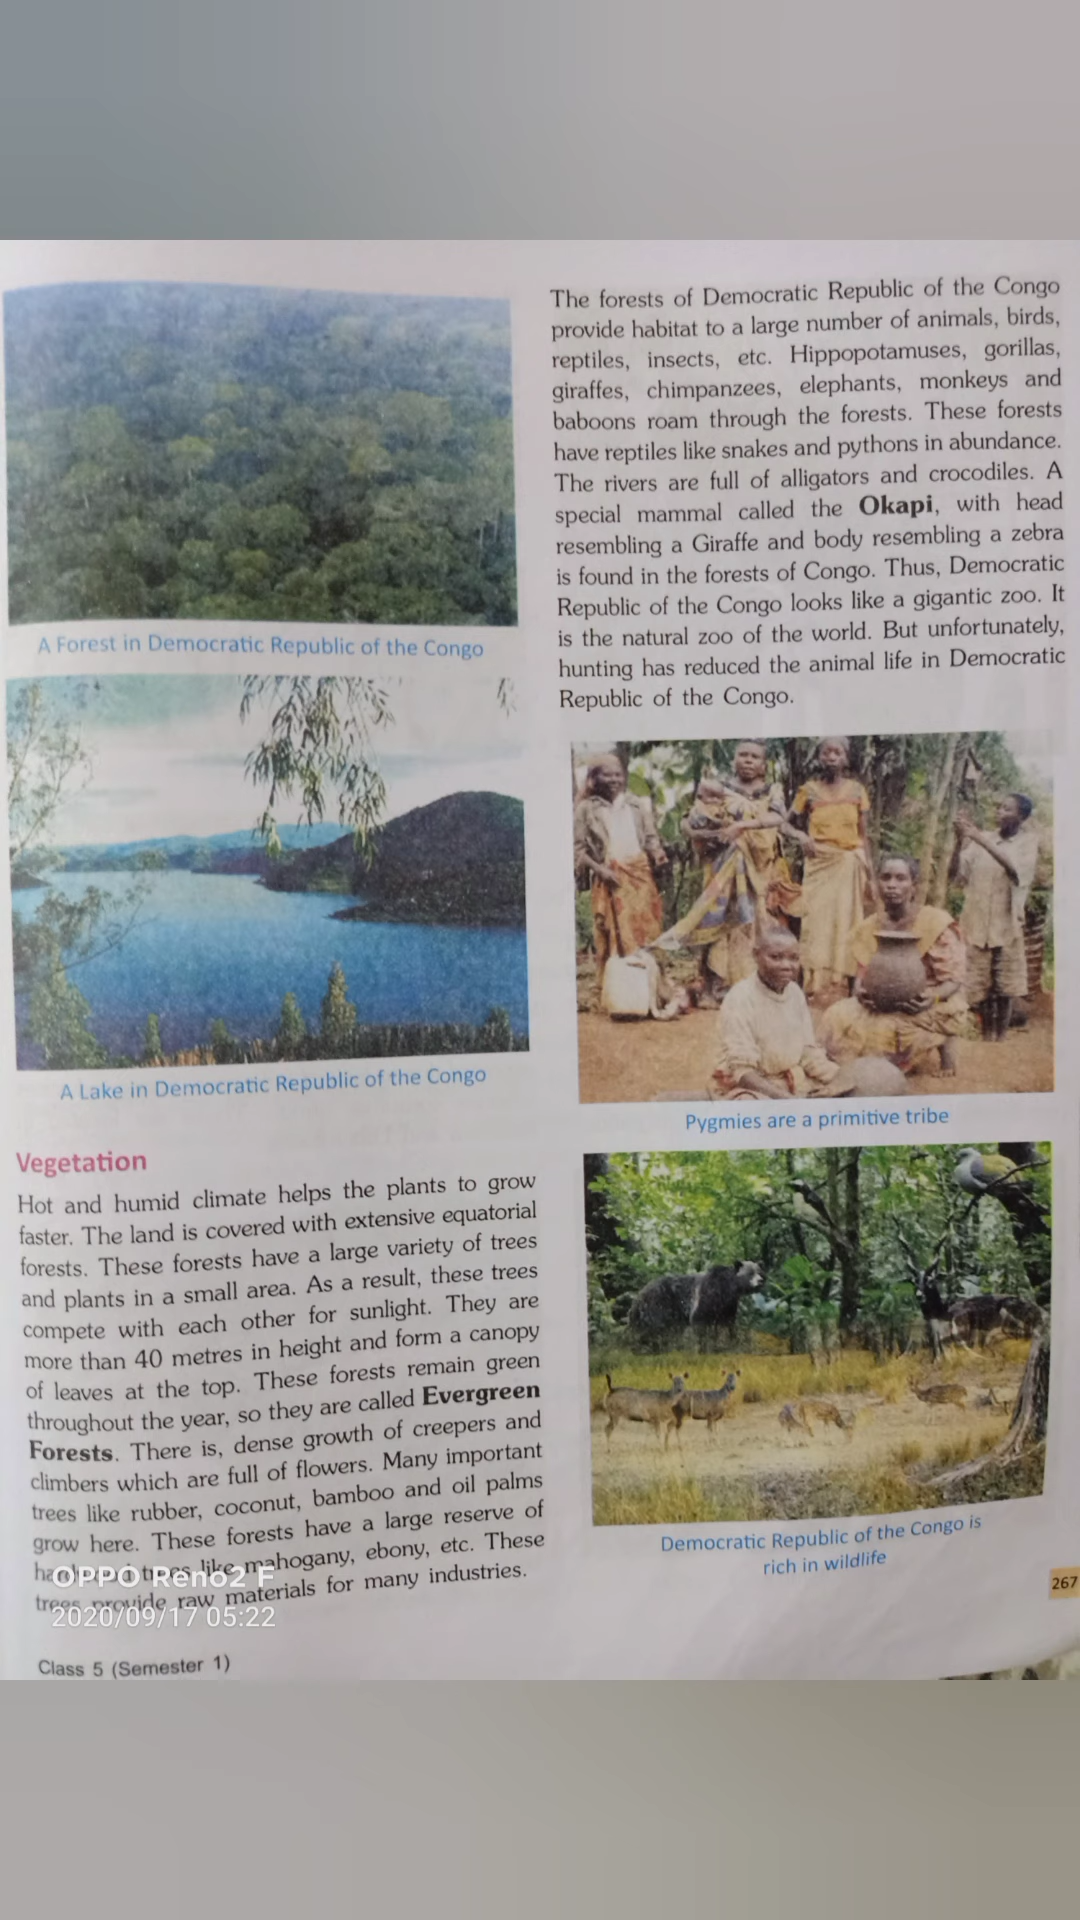 A Forest in Democratic Republic of the Congo
A Lake in Democratic Republic of the Congo
Vegetation
Hot and humid climate helps the plants to grow
faster. The land is covered with extensive equatorial
forests. These forests have a large variety of trees
and plants in a small area. As a result, these trees
compete with each other for sunlight. They are
more than 40 metres in height and form a canopy
of leaves at the top. These forests remain green
throughout the year, so they are called Evergreen
Forests. There is, dense growth of creepers and
climbers which are full of flowers. Many important
trees like rubber, coconut, bamboo and oil palms
grow here. These forests have a large reserve of
trees like mahogany, ebony, etc. These
trees provide raw materials for many industries.
OPPO Reno2 F
2020/09/17 05:22
Class 5 (Semester 1)
The forests of Democratic Republic of the Congo
provide habitat to a large number of animals, birds,
reptiles, insects, etc. Hippopotamuses, gorillas,
giraffes, chimpanzees, elephants, monkeys and
baboons roam through the forests. These forests
have reptiles like snakes and pythons in abundance.
The rivers are full of alligators and crocodiles. A
special mammal called the Okapi, with head
resembling a Giraffe and body resembling a zebra
is found in the forests of Congo. Thus, Democratic
Republic of the Congo looks like a gigantic zoo. It
is the natural zoo of the world. But unfortunately,
hunting has reduced the animal life in Democratic
Republic of the Congo.
Pygmies are a primitive tribe
Democratic Republic of the Congo is
rich in wildlife
267